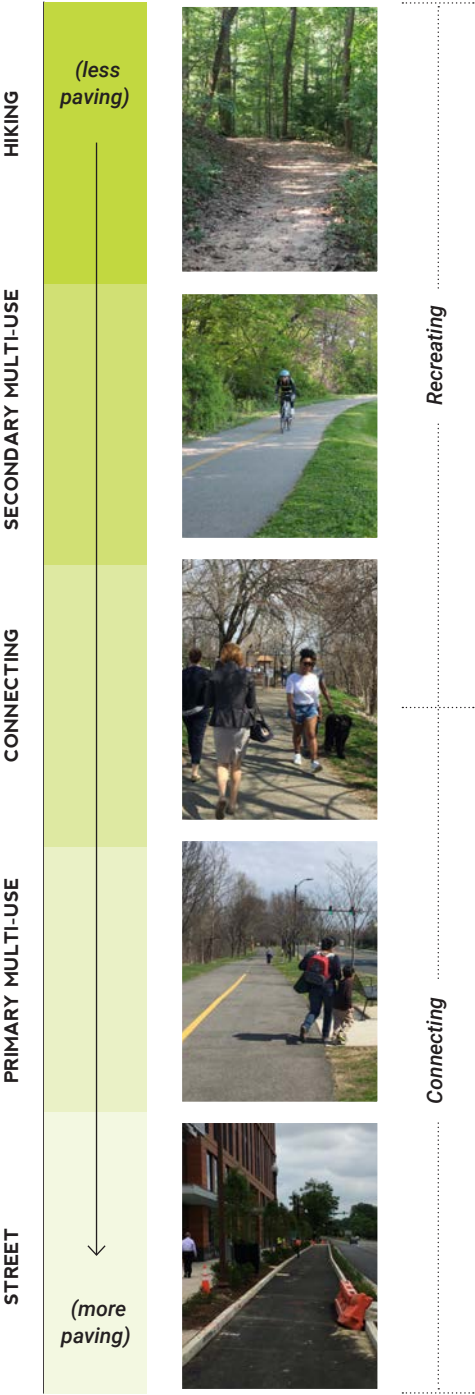 HIKING
(less
paving)
SECONDARY MULTI-USE
Recreating
CONNECTING
PRIMARY MULTI-USE
Connecting
STREET
(more
paving)